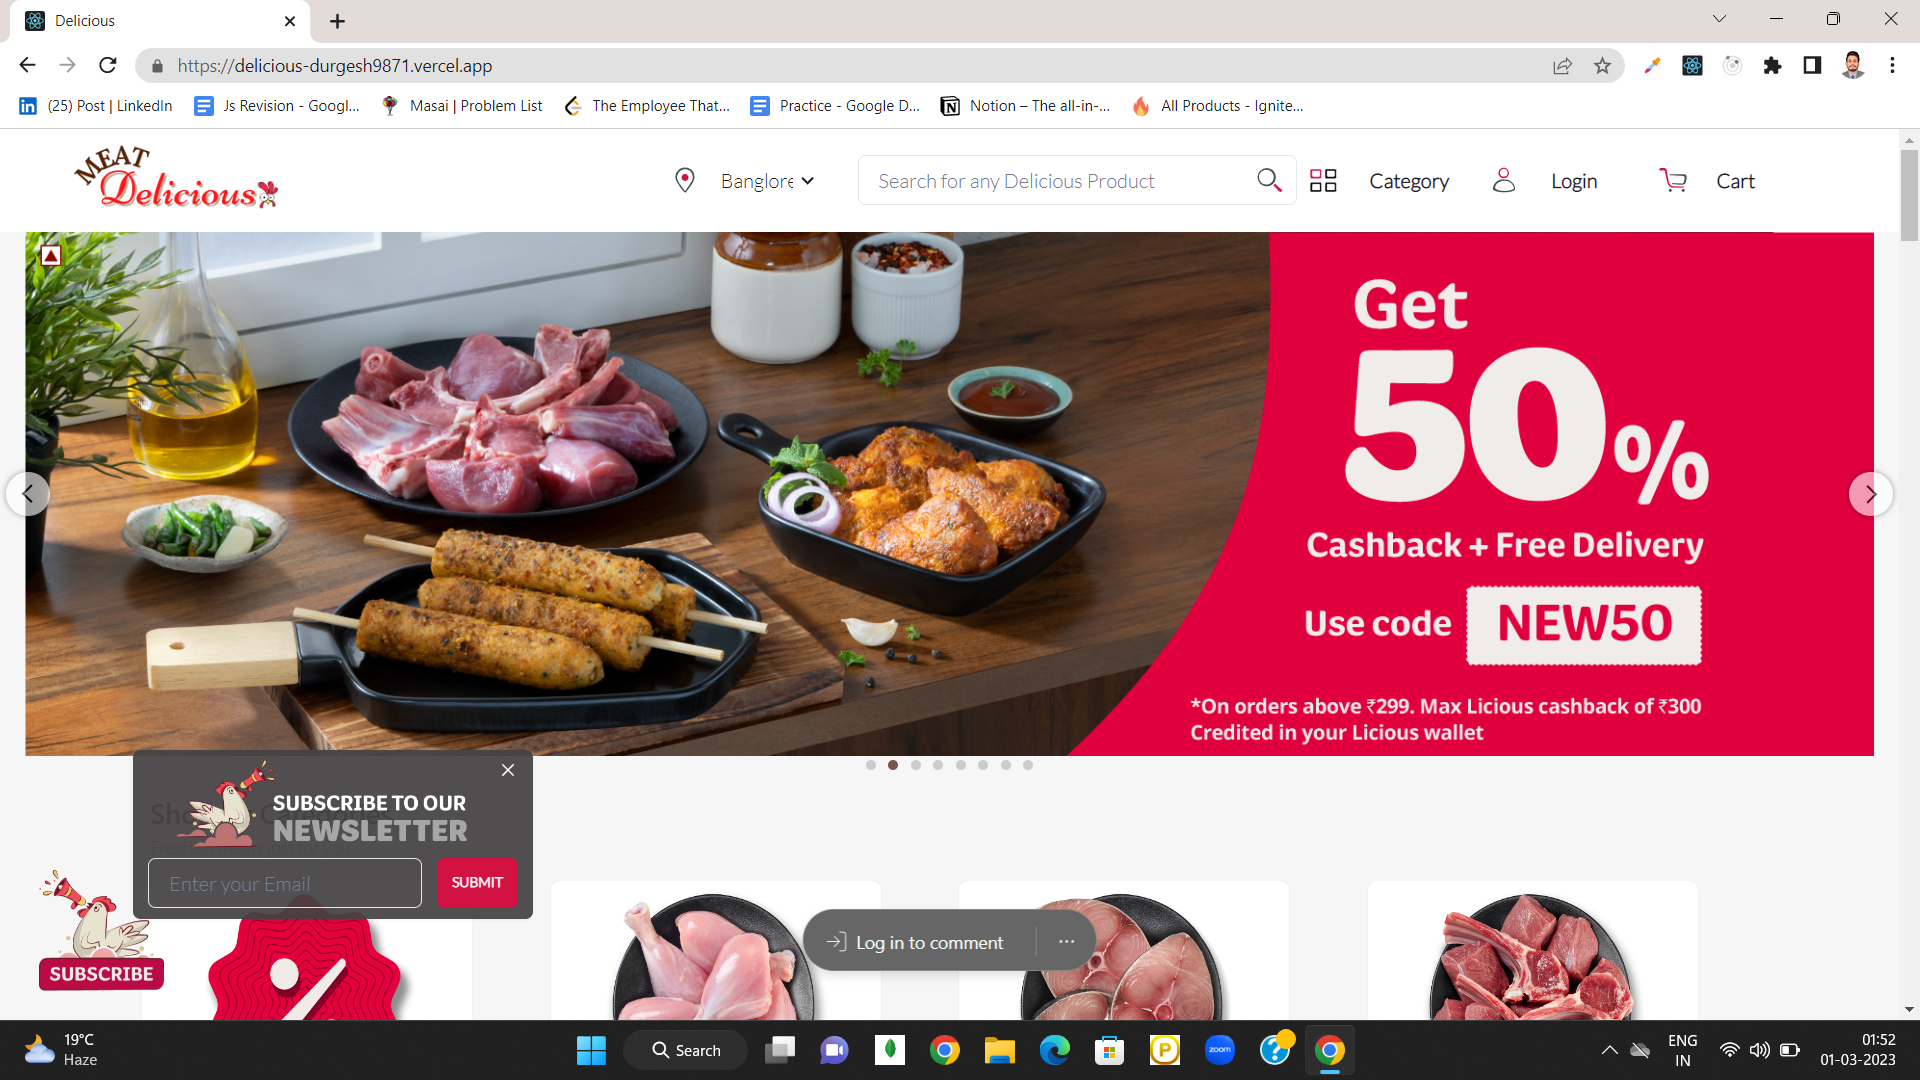 Delicious
https://delicious-durgesh9871.vercel.app
(25) Post | LinkedIn
Js Revision - Googl...
Masai | Problem List
The Employee That...
Practice - Google D...
Notion – The all-in-...
All Products - Ignite...
MEAT
Delicious
Banglore
Search for any Delicious Product
Category
Login
Cart
Get
50%
Cashback + Free Delivery
Use code NEW50
*On orders above ₹299. Max Licious cashback of ₹300
Credited in your Licious wallet
SUBSCRIBE TO OUR
NEWSLETTER
Enter your Email
SUBMIT
SUBSCRIBE
Log in to comment
19°C
Haze
Search
zoom
ENG
IN
01:52
01-03-2023